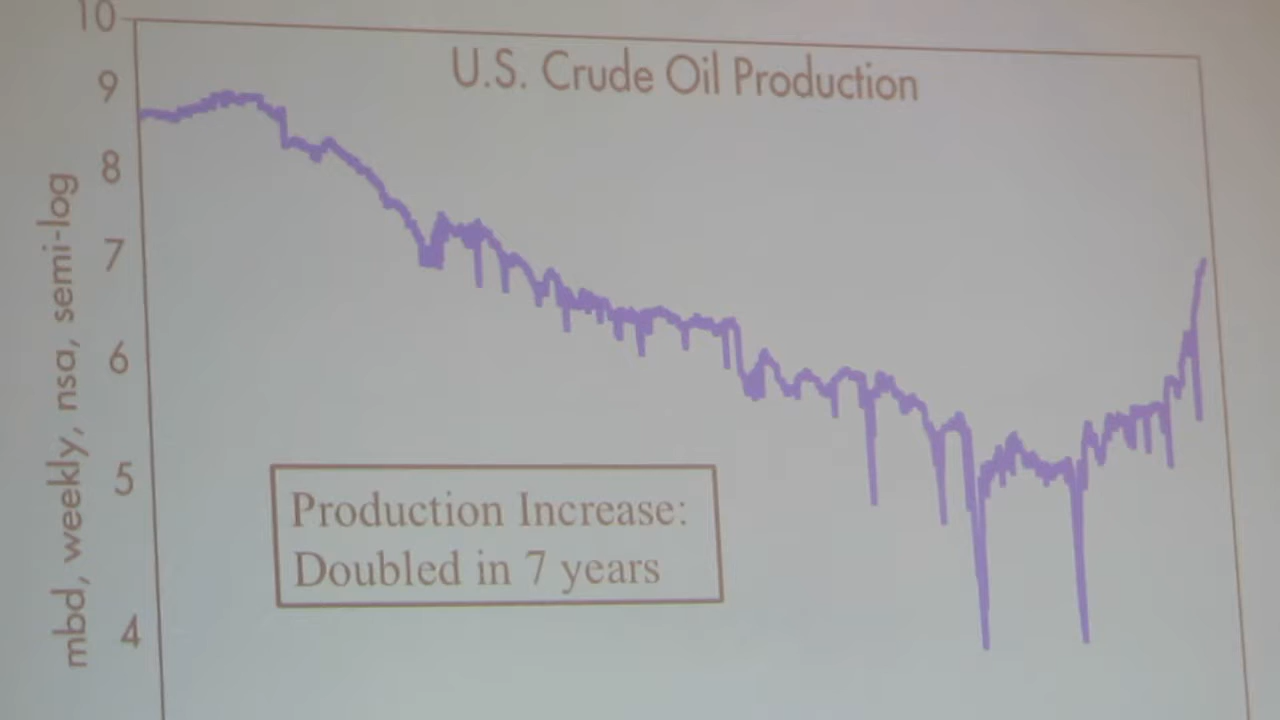 U.S. Crude Oil Production
10
9
8
7
6
5
4
mbd, weekly, nsa, semi-log
Production Increase:
Doubled in 7 years